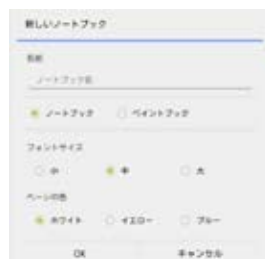 新しいノートブック
名前
ノートブック名
ノートブック ペイントブック
フォントサイズ
小 中 大
ページの色
ホワイト イエロー ブルー
OK キャンセル